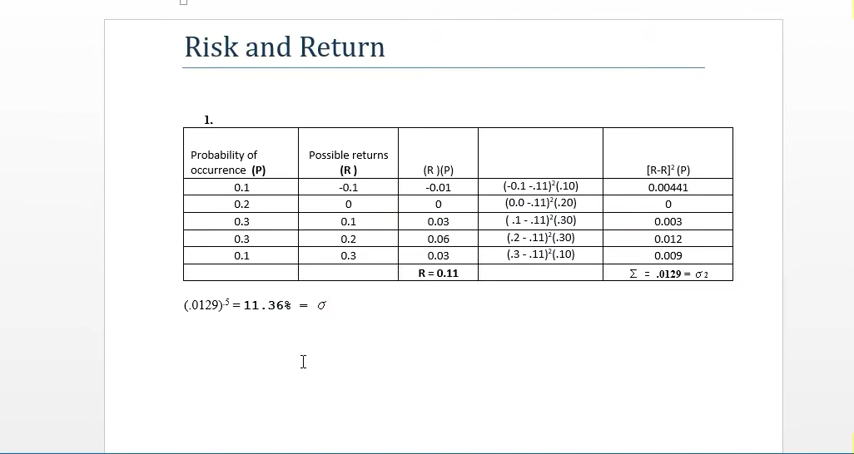 Risk and Return
1.
Probability of occurrence (P) Possible returns (R ) (R )(P) [R-R]² (P)
0.1 -0.1 -0.01 (-0.1 -.11)²(.10) 0.00441
0.2 0 0 (0.0 -.11)²(.20) 0
0.3 0.1 0.03 ( .1 - .11)²(.30) 0.003
0.3 0.2 0.06 (.2 - .11)²(.30) 0.012
0.1 0.3 0.03 (.3 - .11)²(.10) 0.009
R = 0.11 Σ = .0129 = σ 2
(.0129)·⁵ = 11.36% = σ